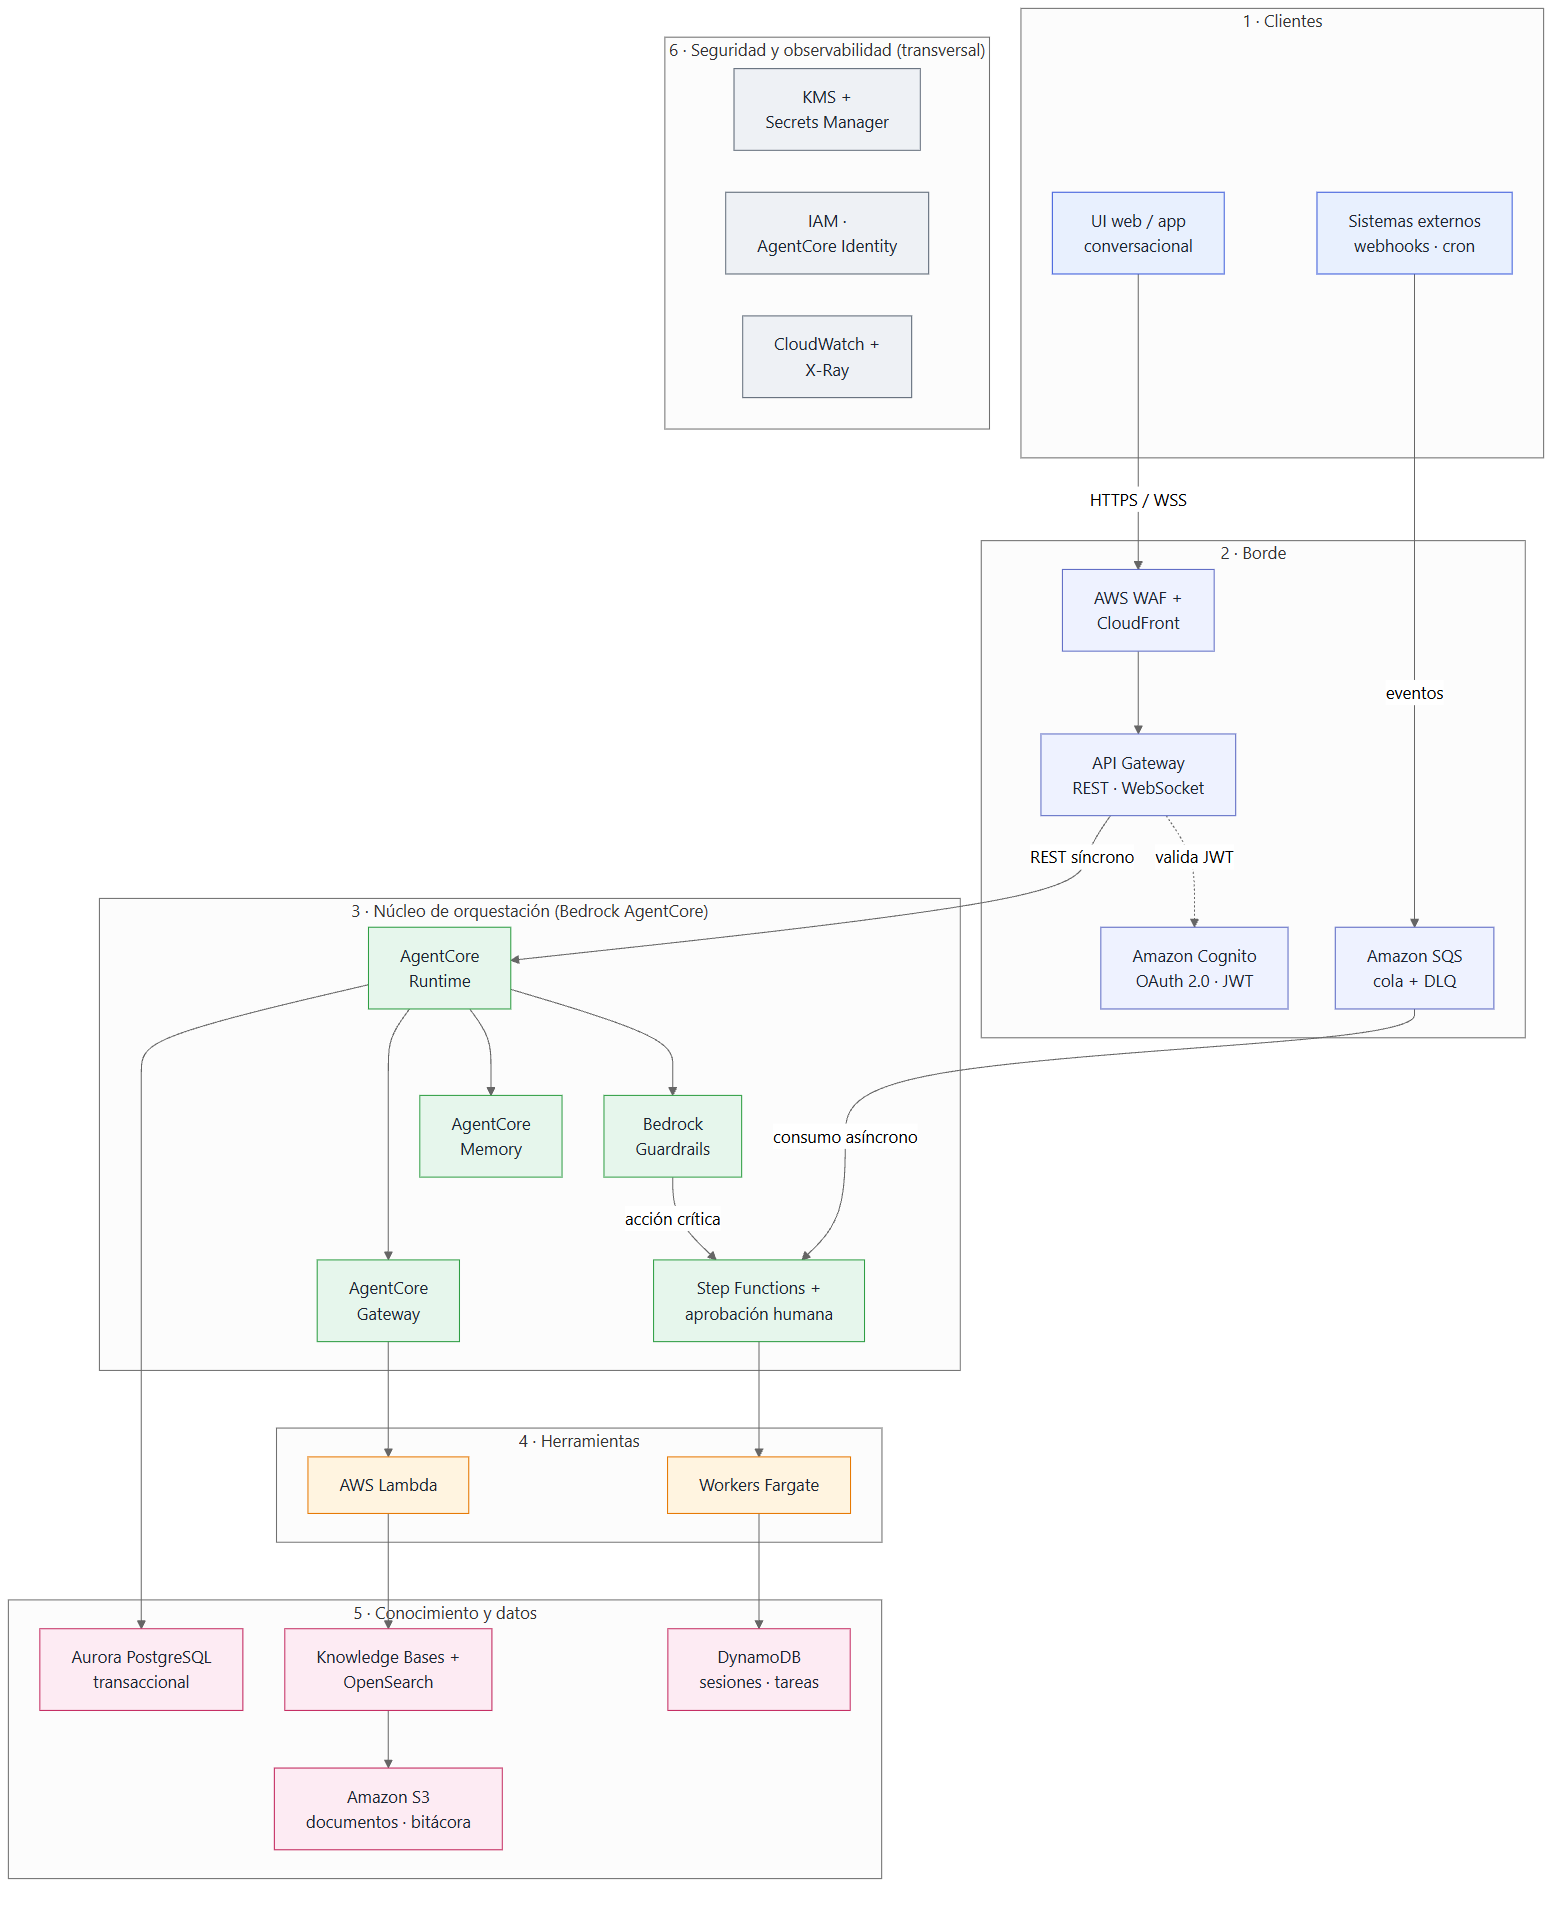 1 · Clientes
6 · Seguridad y observabilidad (transversal)
KMS +
Secrets Manager
IAM ·
AgentCore Identity
CloudWatch +
X-Ray
UI web / app
conversacional
Sistemas externos
webhooks · cron
HTTPS / WSS
2 · Borde
AWS WAF +
CloudFront
eventos
API Gateway
REST · WebSocket
REST síncrono
valida JWT
Amazon Cognito
OAuth 2.0 · JWT
Amazon SQS
cola + DLQ
3 · Núcleo de orquestación (Bedrock AgentCore)
AgentCore
Runtime
AgentCore
Memory
Bedrock
Guardrails
consumo asíncrono
acción crítica
AgentCore
Gateway
Step Functions +
aprobación humana
4 · Herramientas
AWS Lambda
Workers Fargate
5 · Conocimiento y datos
Aurora PostgreSQL
transaccional
Knowledge Bases +
OpenSearch
DynamoDB
sesiones · tareas
Amazon S3
documentos · bitácora